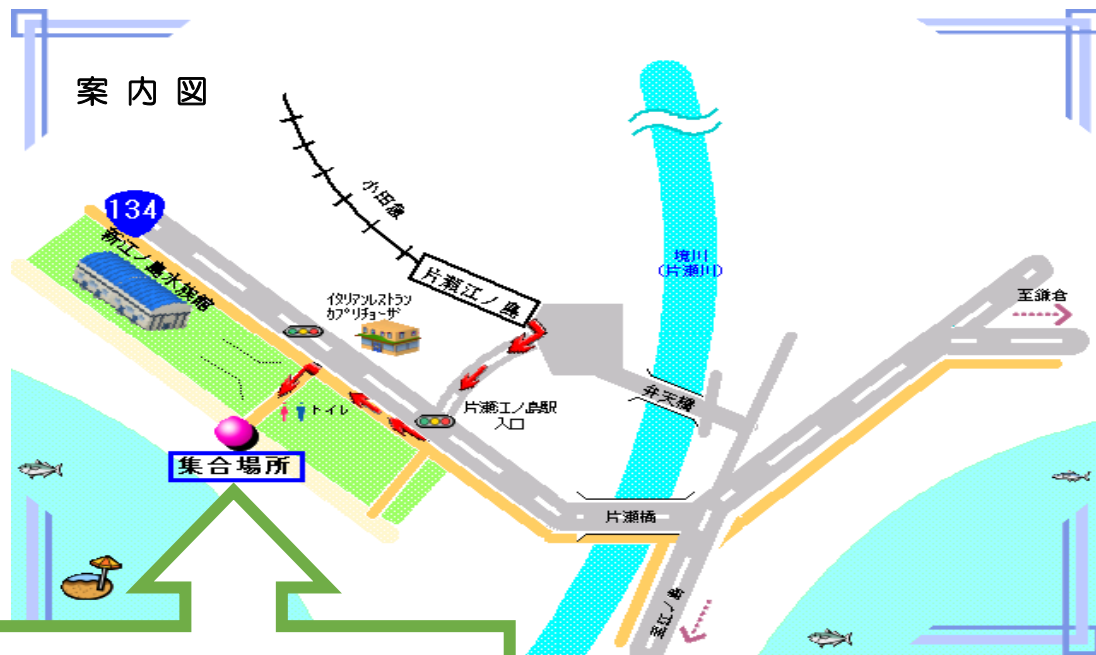 案内図
134
新江ノ島水族館
小田急
片瀬江ノ島
イタリアンレストラン
カプリチョーザ
境川
(片瀬川)
至鎌倉
弁天橋
片瀬江ノ島駅
入口
トイレ
集合場所
片瀬橋
至江ノ島